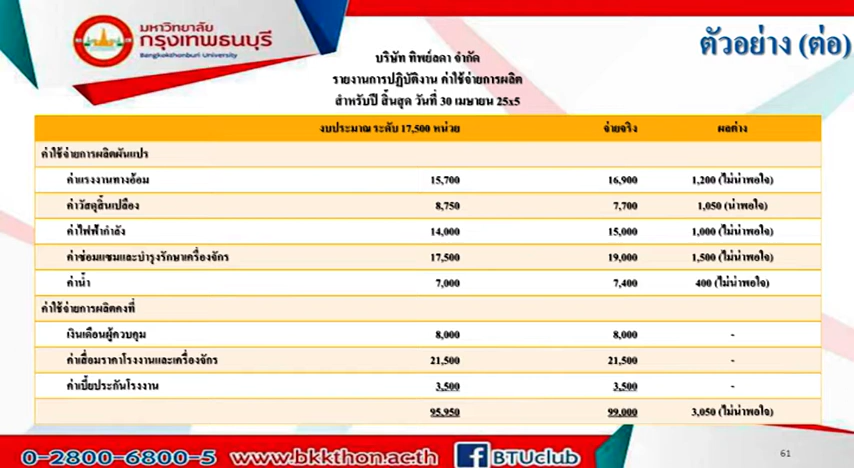 มหาวิทยาลัย
กรุงเทพธนบุรี
Bangkokthonburi University
ตัวอย่าง (ต่อ)
บริษัท ทิพย์ลดา จำกัด
รายงานการปฏิบัติงาน ค่าใช้จ่ายการผลิต
สำหรับปี สิ้นสุด วันที่ 30 เมษายน 25x5
งบประมาณ ระดับ 17,500 หน่วย จ่ายจริง ผลต่าง
ค่าใช้จ่ายการผลิตผันแปร
ค่าแรงงานทางอ้อม 15,700 16,900 1,200 (ไม่น่าพอใจ)
ค่าวัสดุสิ้นเปลือง 8,750 7,700 1,050 (น่าพอใจ)
ค่าไฟฟ้ากำลัง 14,000 15,000 1,000 (ไม่น่าพอใจ)
ค่าซ่อมแซมและบำรุงรักษาเครื่องจักร 17,500 19,000 1,500 (ไม่น่าพอใจ)
ค่าน้ำ 7,000 7,400 400 (ไม่น่าพอใจ)
ค่าใช้จ่ายการผลิตคงที่
เงินเดือนผู้ควบคุม 8,000 8,000 -
ค่าเสื่อมราคาโรงงานและเครื่องจักร 21,500 21,500 -
ค่าเบี้ยประกันโรงงาน 3,500 3,500 -
95,950 99,000 3,050 (ไม่น่าพอใจ)
0-2800-6800-5 www.bkkthon.ac.th f BTUclub 61